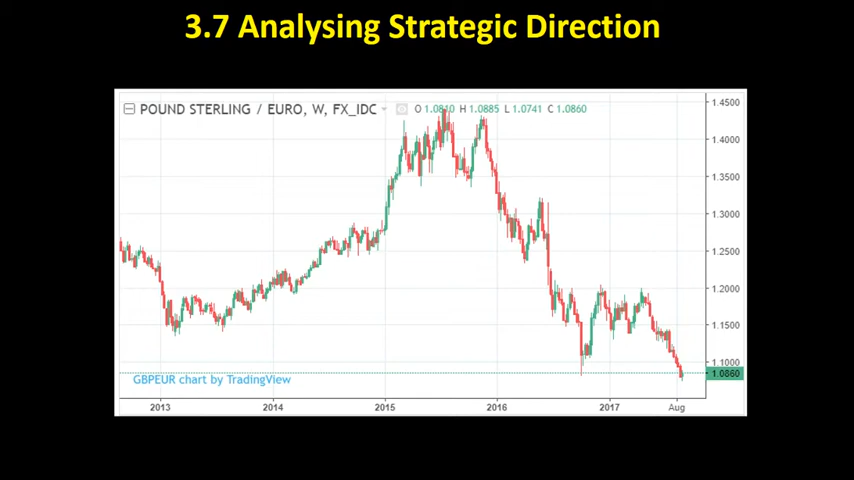 3.7 Analysing Strategic Direction
POUND STERLING / EURO, W, FX_IDC O 1.0810 H 1.0885 L 1.0741 C 1.0860
1.4500
1.4000
1.3500
1.3000
1.2500
1.2000
1.1500
1.1000
1.0860
GBPEUR chart by TradingView
2013 2014 2015 2016 2017 Aug